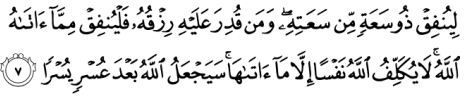 لِيُنفِقْ ذُو سَعَةٍ مِّن سَعَتِهِۦ ۖ وَمَن قُدِرَ عَلَيْهِ رِزْقُهُۥ فَلْيُنفِقْ مِمَّآ ءَاتَىٰهُ
ٱللَّهُ ۚ لَا يُكَلِّفُ ٱللَّهُ نَفْسًا إِلَّا مَآ ءَاتَىٰهَا ۚ سَيَجْعَلُ ٱللَّهُ بَعْدَ عُسْرٍ يُسْرًا ٧